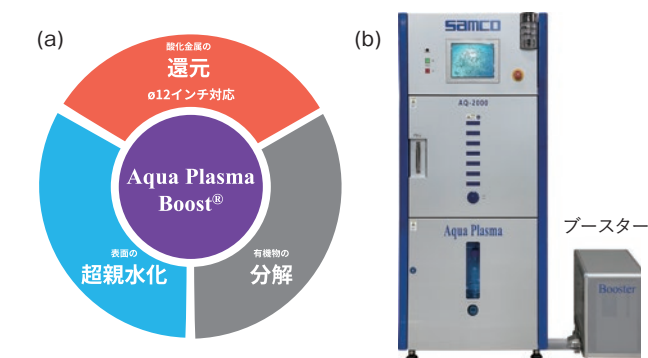 (a)
酸化金属の
還元
ø12インチ対応
Aqua Plasma
Boost®
表面の
超親水化
有機物の
分解
(b)
samco
AQ-2000
Aqua Plasma
ブースター
Booster